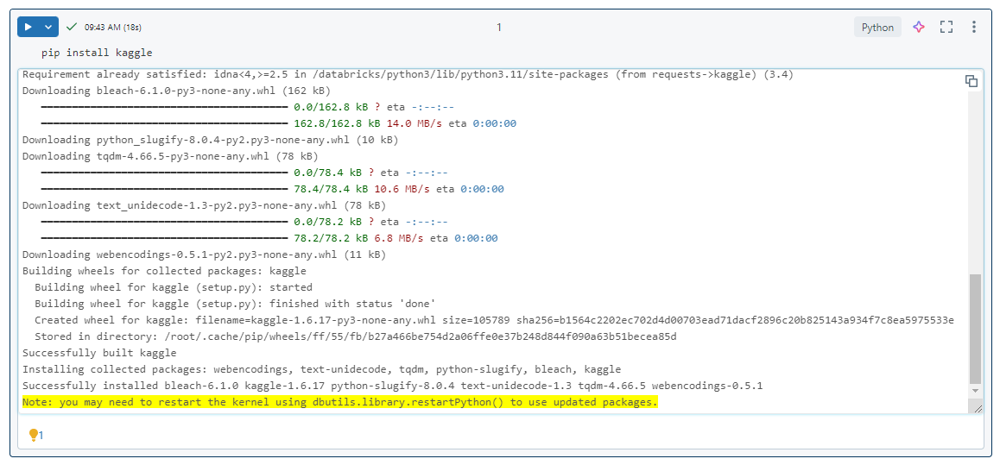 09:43 AM (18s)
1
Python
pip install kaggle
Requirement already satisfied: idna<4,>=2.5 in /databricks/python3/lib/python3.11/site-packages (from requests->kaggle) (3.4)
Downloading bleach-6.1.0-py3-none-any.whl (162 kB)
━━━━━━━━━━━━━━━━━━━━━━━━━━━━━━━━━━━━━━━━ 0.0/162.8 kB ? eta -:--:--
━━━━━━━━━━━━━━━━━━━━━━━━━━━━━━━━━━━━━━━━ 162.8/162.8 kB 14.0 MB/s eta 0:00:00
Downloading python_slugify-8.0.4-py2.py3-none-any.whl (10 kB)
Downloading tqdm-4.66.5-py3-none-any.whl (78 kB)
━━━━━━━━━━━━━━━━━━━━━━━━━━━━━━━━━━━━━━━━ 0.0/78.4 kB ? eta -:--:--
━━━━━━━━━━━━━━━━━━━━━━━━━━━━━━━━━━━━━━━━ 78.4/78.4 kB 10.6 MB/s eta 0:00:00
Downloading text_unidecode-1.3-py2.py3-none-any.whl (78 kB)
━━━━━━━━━━━━━━━━━━━━━━━━━━━━━━━━━━━━━━━━ 0.0/78.2 kB ? eta -:--:--
━━━━━━━━━━━━━━━━━━━━━━━━━━━━━━━━━━━━━━━━ 78.2/78.2 kB 6.8 MB/s eta 0:00:00
Downloading webencodings-0.5.1-py2.py3-none-any.whl (11 kB)
Building wheels for collected packages: kaggle
  Building wheel for kaggle (setup.py): started
  Building wheel for kaggle (setup.py): finished with status 'done'
  Created wheel for kaggle: filename=kaggle-1.6.17-py3-none-any.whl size=105789 sha256=b1564c2202ec702d4d00703ead71dacf2896c20b825143a934f7c8ea5975533e
  Stored in directory: /root/.cache/pip/wheels/ff/55/fb/b27a466be754d2a06ffe0e37b248d844f090a63b51becea85d
Successfully built kaggle
Installing collected packages: webencodings, text-unidecode, tqdm, python-slugify, bleach, kaggle
Successfully installed bleach-6.1.0 kaggle-1.6.17 python-slugify-8.0.4 text-unidecode-1.3 tqdm-4.66.5 webencodings-0.5.1
Note: you may need to restart the kernel using dbutils.library.restartPython() to use updated packages.
1